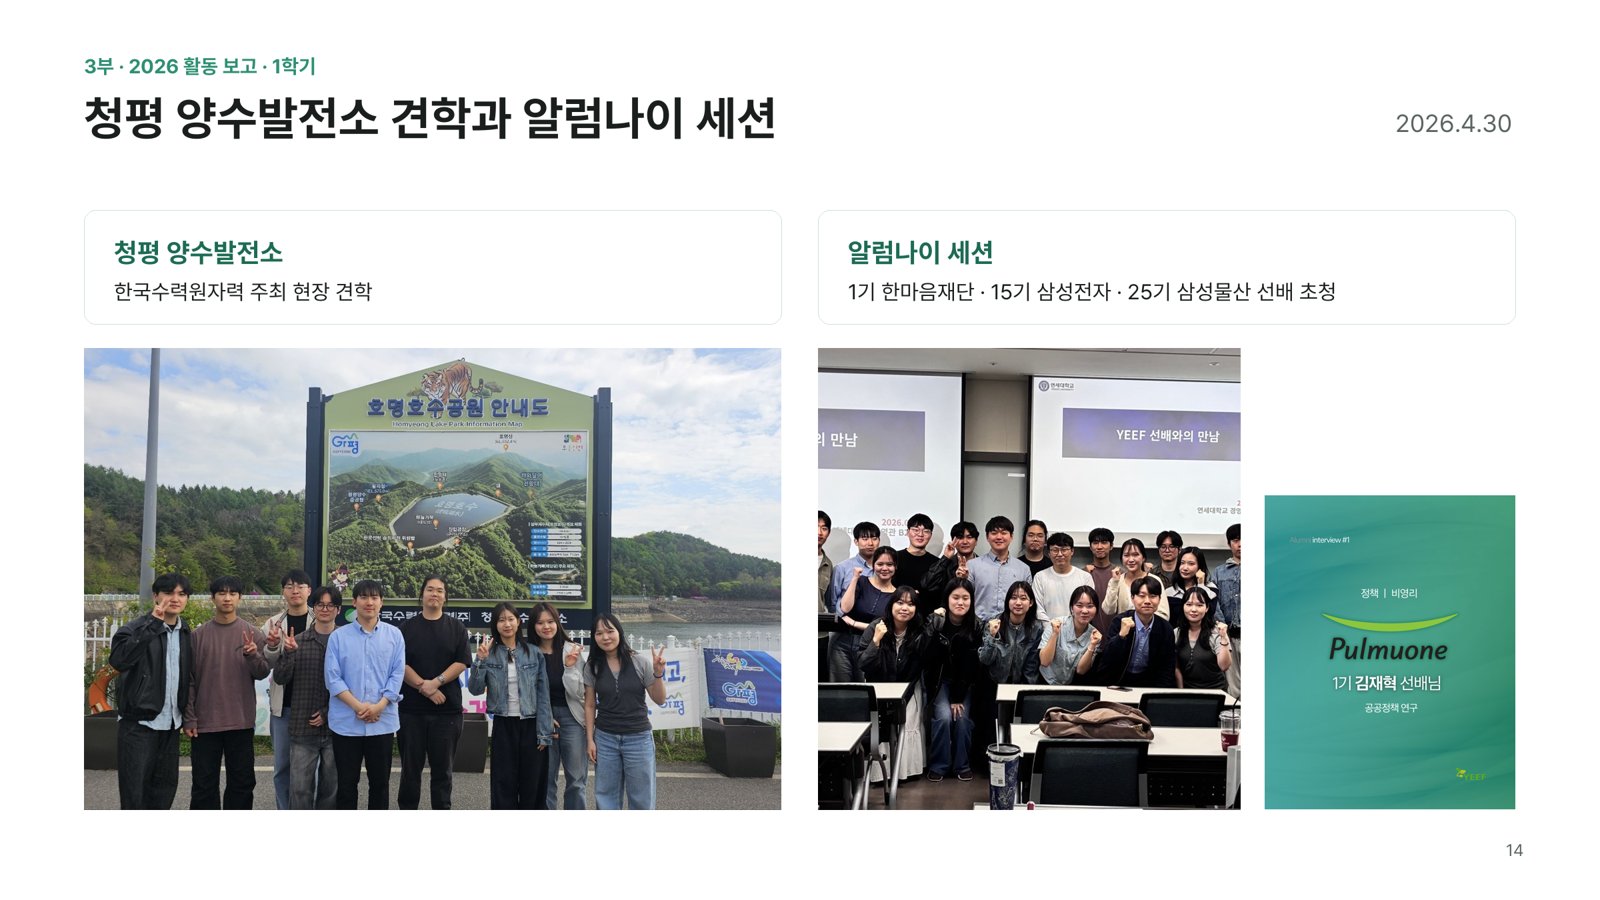 3부 · 2026 활동 보고 · 1학기
청평 양수발전소 견학과 알럼나이 세션
2026.4.30
청평 양수발전소
한국수력원자력 주최 현장 견학
알럼나이 세션
1기 한마음재단 · 15기 삼성전자 · 25기 삼성물산 선배 초청
호명호수공원 안내도
Homyeong Lake Park Information Map
만남
연세대학교
YEEF 선배와의 만남
Alumni interview #1
정책 | 비영리
Pulmuone
1기 김재혁 선배님
공공정책 연구
YEEF
14